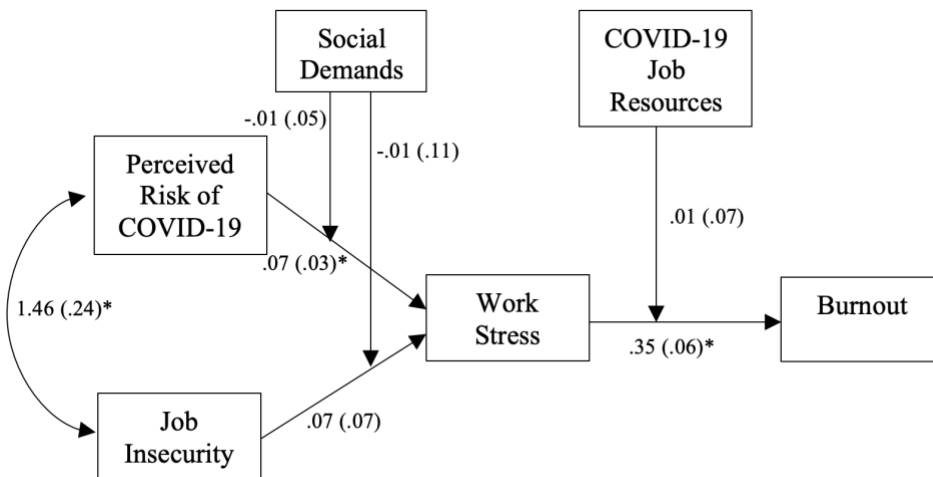 Social
Demands
COVID-19
Job
Resources
-.01 (.05)
-.01 (.11)
Perceived
Risk of
COVID-19
.01 (.07)
.07 (.03)*
1.46 (.24)*
Work
Stress
Burnout
.35 (.06)*
Job
Insecurity
.07 (.07)